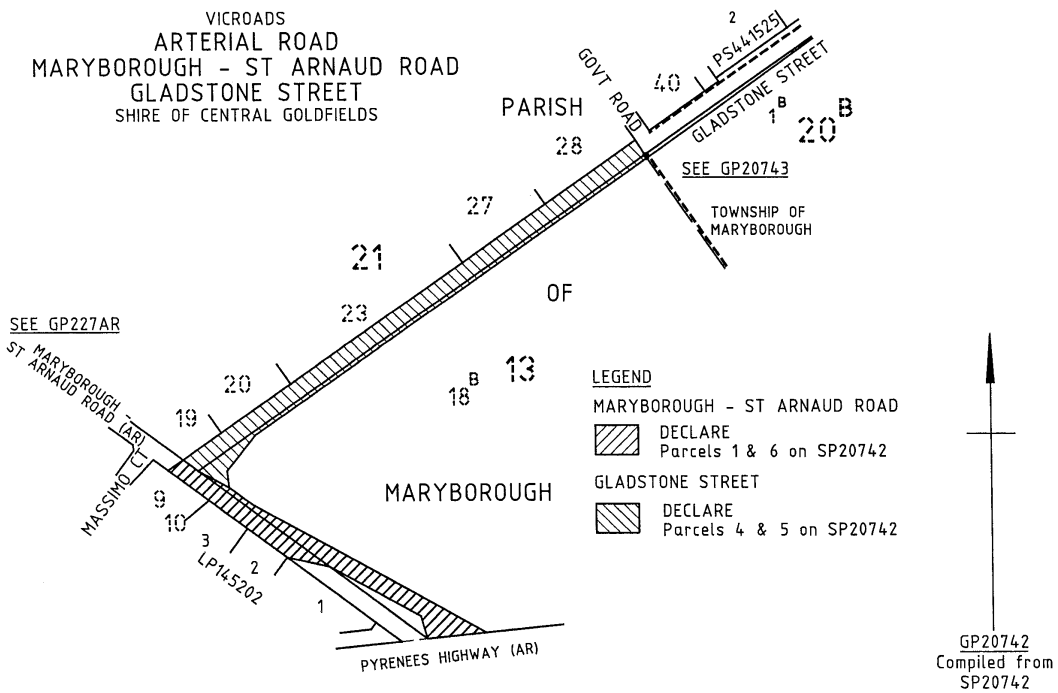 VICROADS
ARTERIAL ROAD
MARYBOROUGH - ST ARNAUD ROAD
GLADSTONE STREET
SHIRE OF CENTRAL GOLDFIELDS
2
PS441525
GOVT ROAD
40
GLADSTONE STREET
1B
20B
PARISH
28
SEE GP20743
TOWNSHIP OF
MARYBOROUGH
27
21
OF
23
SEE GP227AR
MARYBOROUGH -
ST ARNAUD ROAD (AR)
20
19
18B
13
LEGEND
MARYBOROUGH - ST ARNAUD ROAD
DECLARE
Parcels 1 & 6 on SP20742
GLADSTONE STREET
DECLARE
Parcels 4 & 5 on SP20742
MASSIMO CT
9
10
MARYBOROUGH
3
LP145202
2
1
PYRENEES HIGHWAY (AR)
GP20742
Compiled from
SP20742